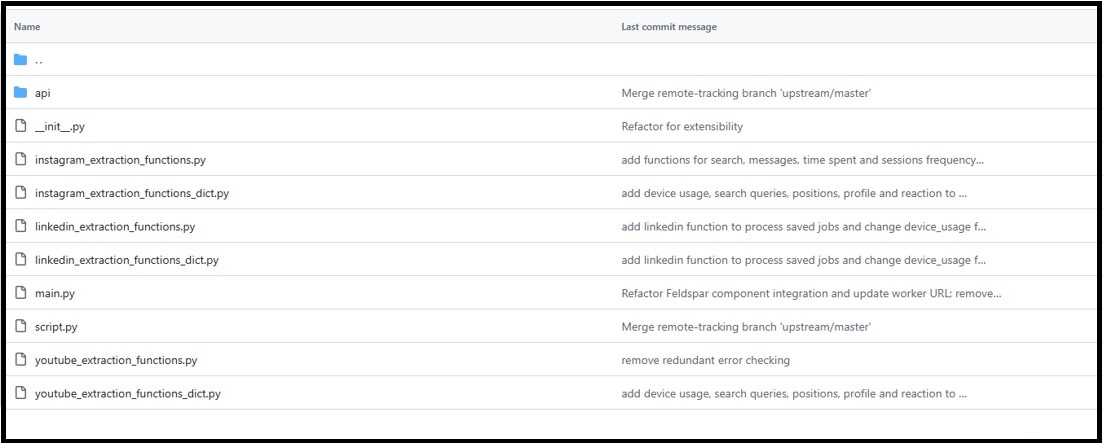 Name Last commit message
. .
api Merge remote-tracking branch 'upstream/master'
__init__.py Refactor for extensibility
instagram_extraction_functions.py add functions for search, messages, time spent and sessions frequency...
instagram_extraction_functions_dict.py add device usage, search queries, positions, profile and reaction to ...
linkedin_extraction_functions.py add linkedin function to process saved jobs and change device_usage f...
linkedin_extraction_functions_dict.py add linkedin function to process saved jobs and change device_usage f...
main.py Refactor Feldspar component integration and update worker URL; remove...
script.py Merge remote-tracking branch 'upstream/master'
youtube_extraction_functions.py remove redundant error checking
youtube_extraction_functions_dict.py add device usage, search queries, positions, profile and reaction to ...